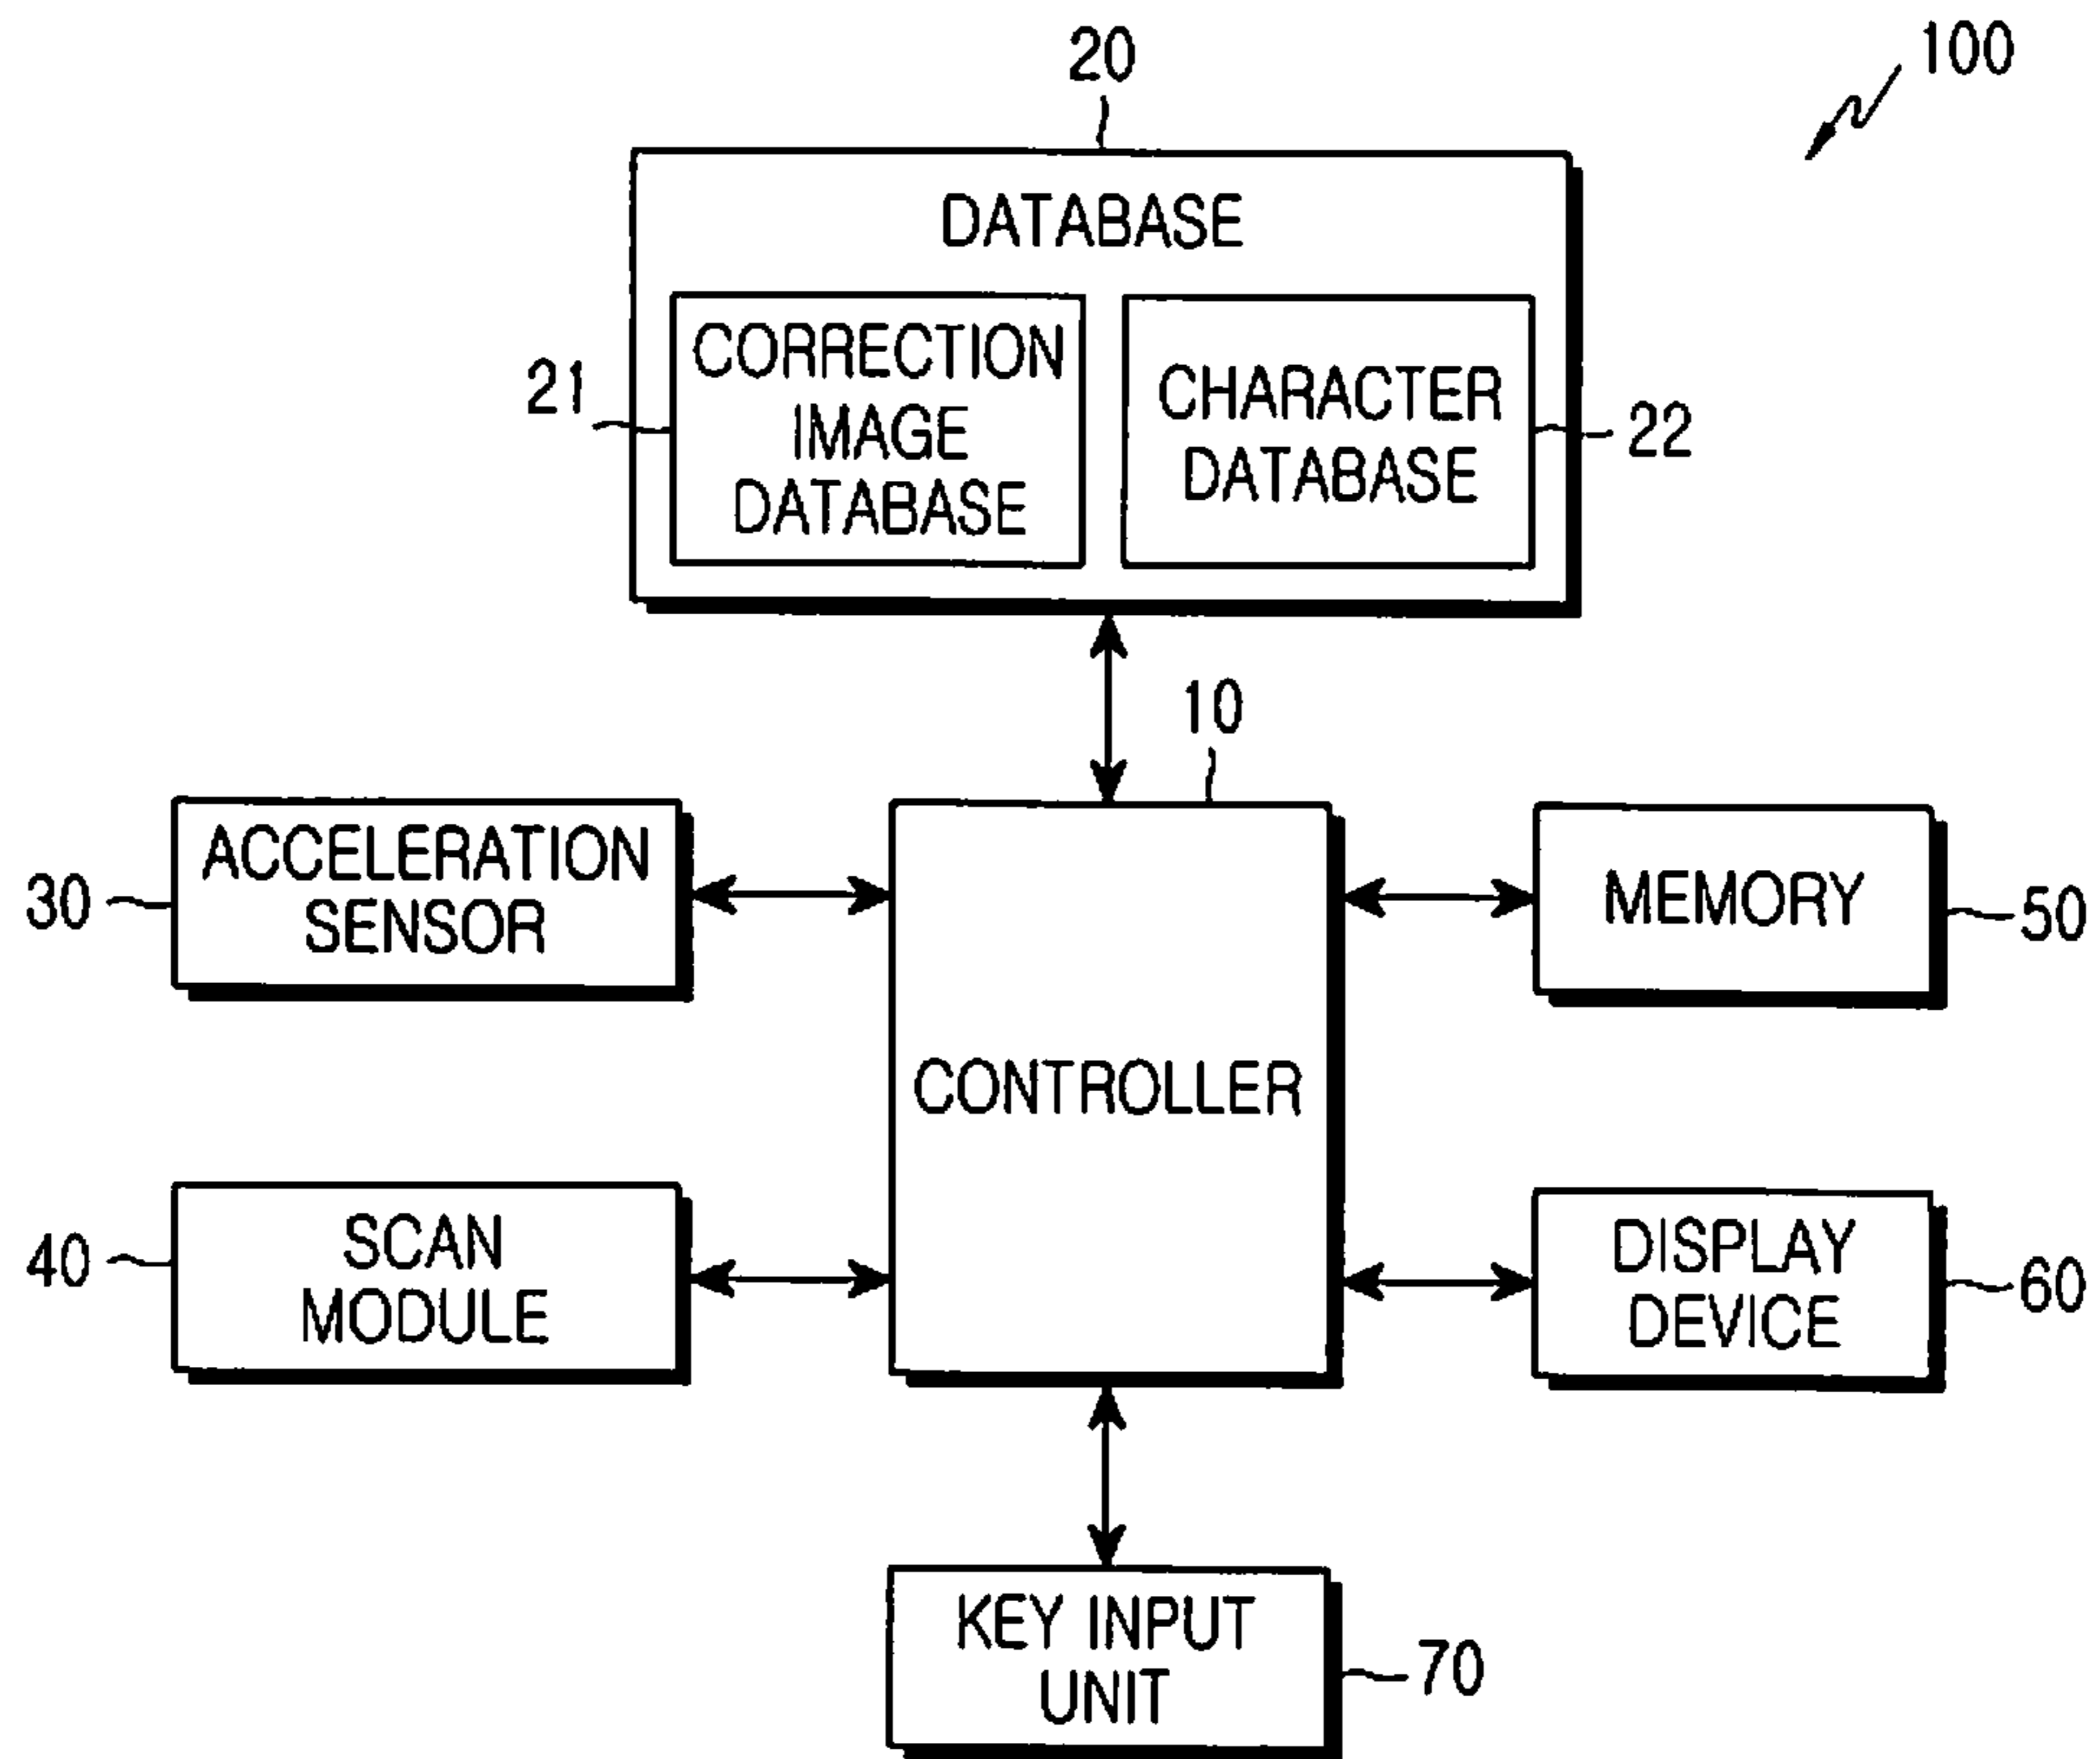 20
100
DATABASE
21
CORRECTION
IMAGE
DATABASE
CHARACTER
DATABASE
22
10
30
ACCELERATION
SENSOR
CONTROLLER
MEMORY
50
40
SCAN
MODULE
DISPLAY
DEVICE
60
KEY INPUT
UNIT
70